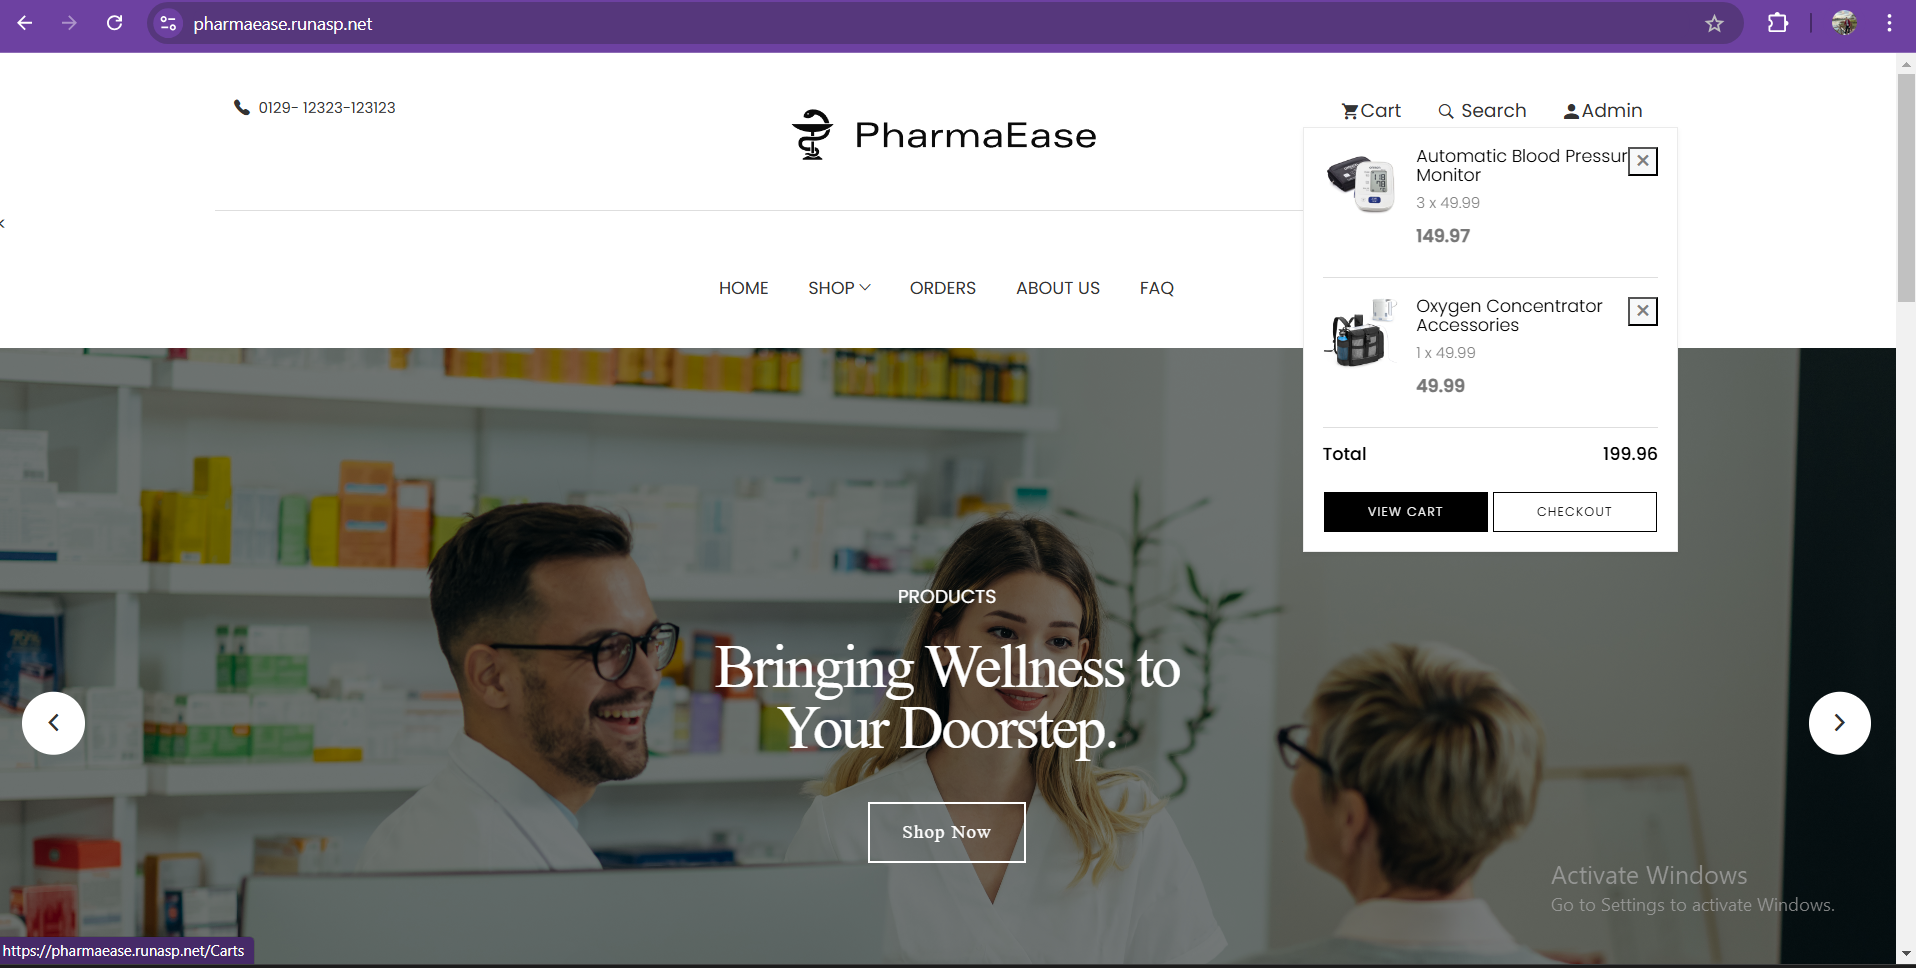 pharmaease.runasp.net
0129- 12323-123123
PharmaEase
Cart
Search
Admin
Automatic Blood Pressur
Monitor
3 x 49.99
149.97
Oxygen Concentrator
Accessories
1 x 49.99
49.99
Total 199.96
VIEW CART
CHECKOUT
HOME
SHOP
ORDERS
ABOUT US
FAQ
PRODUCTS
Bringing Wellness to
Your Doorstep.
Shop Now
Activate Windows
Go to Settings to activate Windows.
https://pharmaease.runasp.net/Carts